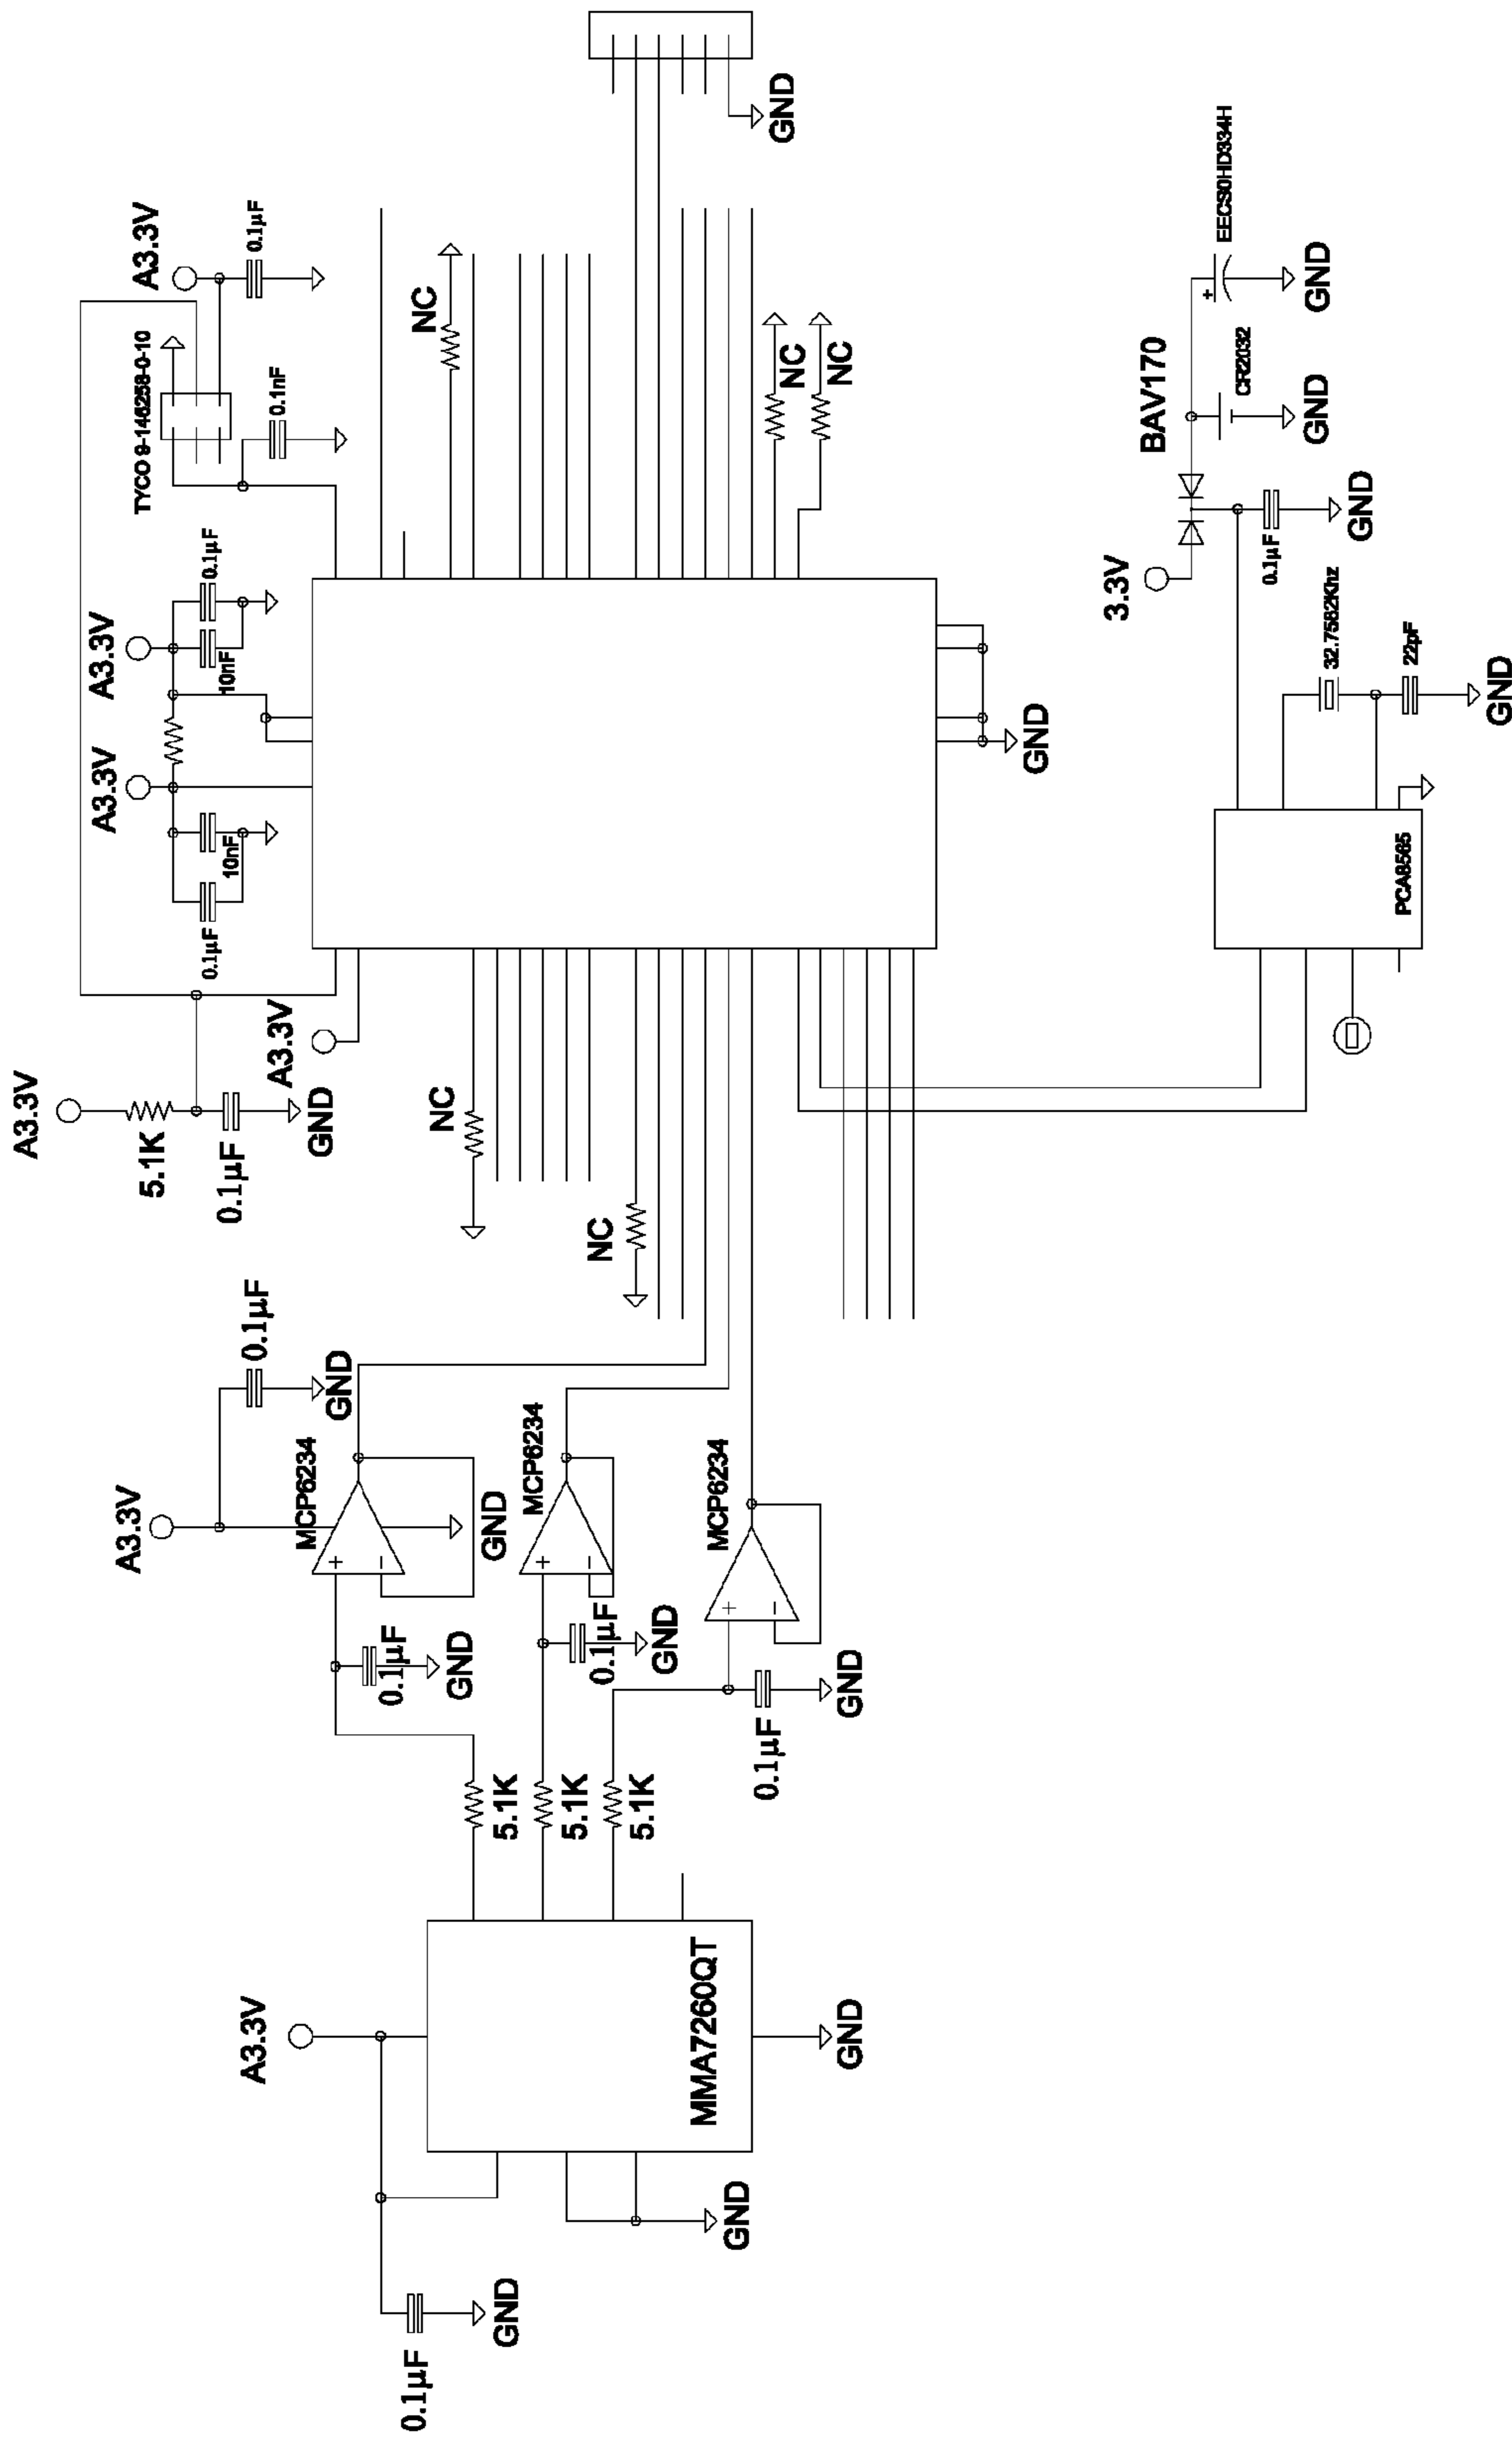 A3.3V
5.1K
0.1µF
GND
A3.3V
0.1µF
10nF
A3.3V
A3.3V
10nF
0.1µF
TYCO 9-146258-0-10
0.1nF
A3.3V
0.1µF
NC
GND
NC
NC
NC
NC
GND
A3.3V
0.1µF
GND
MCP6234
GND
0.1µF
GND
MCP6234
0.1µF
GND
MCP6234
0.1µF
GND
5.1K
5.1K
5.1K
A3.3V
MMA7260QT
GND
GND
0.1µF
GND
3.3V
BAV170
CR2032
GND
EECS0HD334H
GND
0.1µF
GND
32.7582Khz
22pF
GND
PCA8565